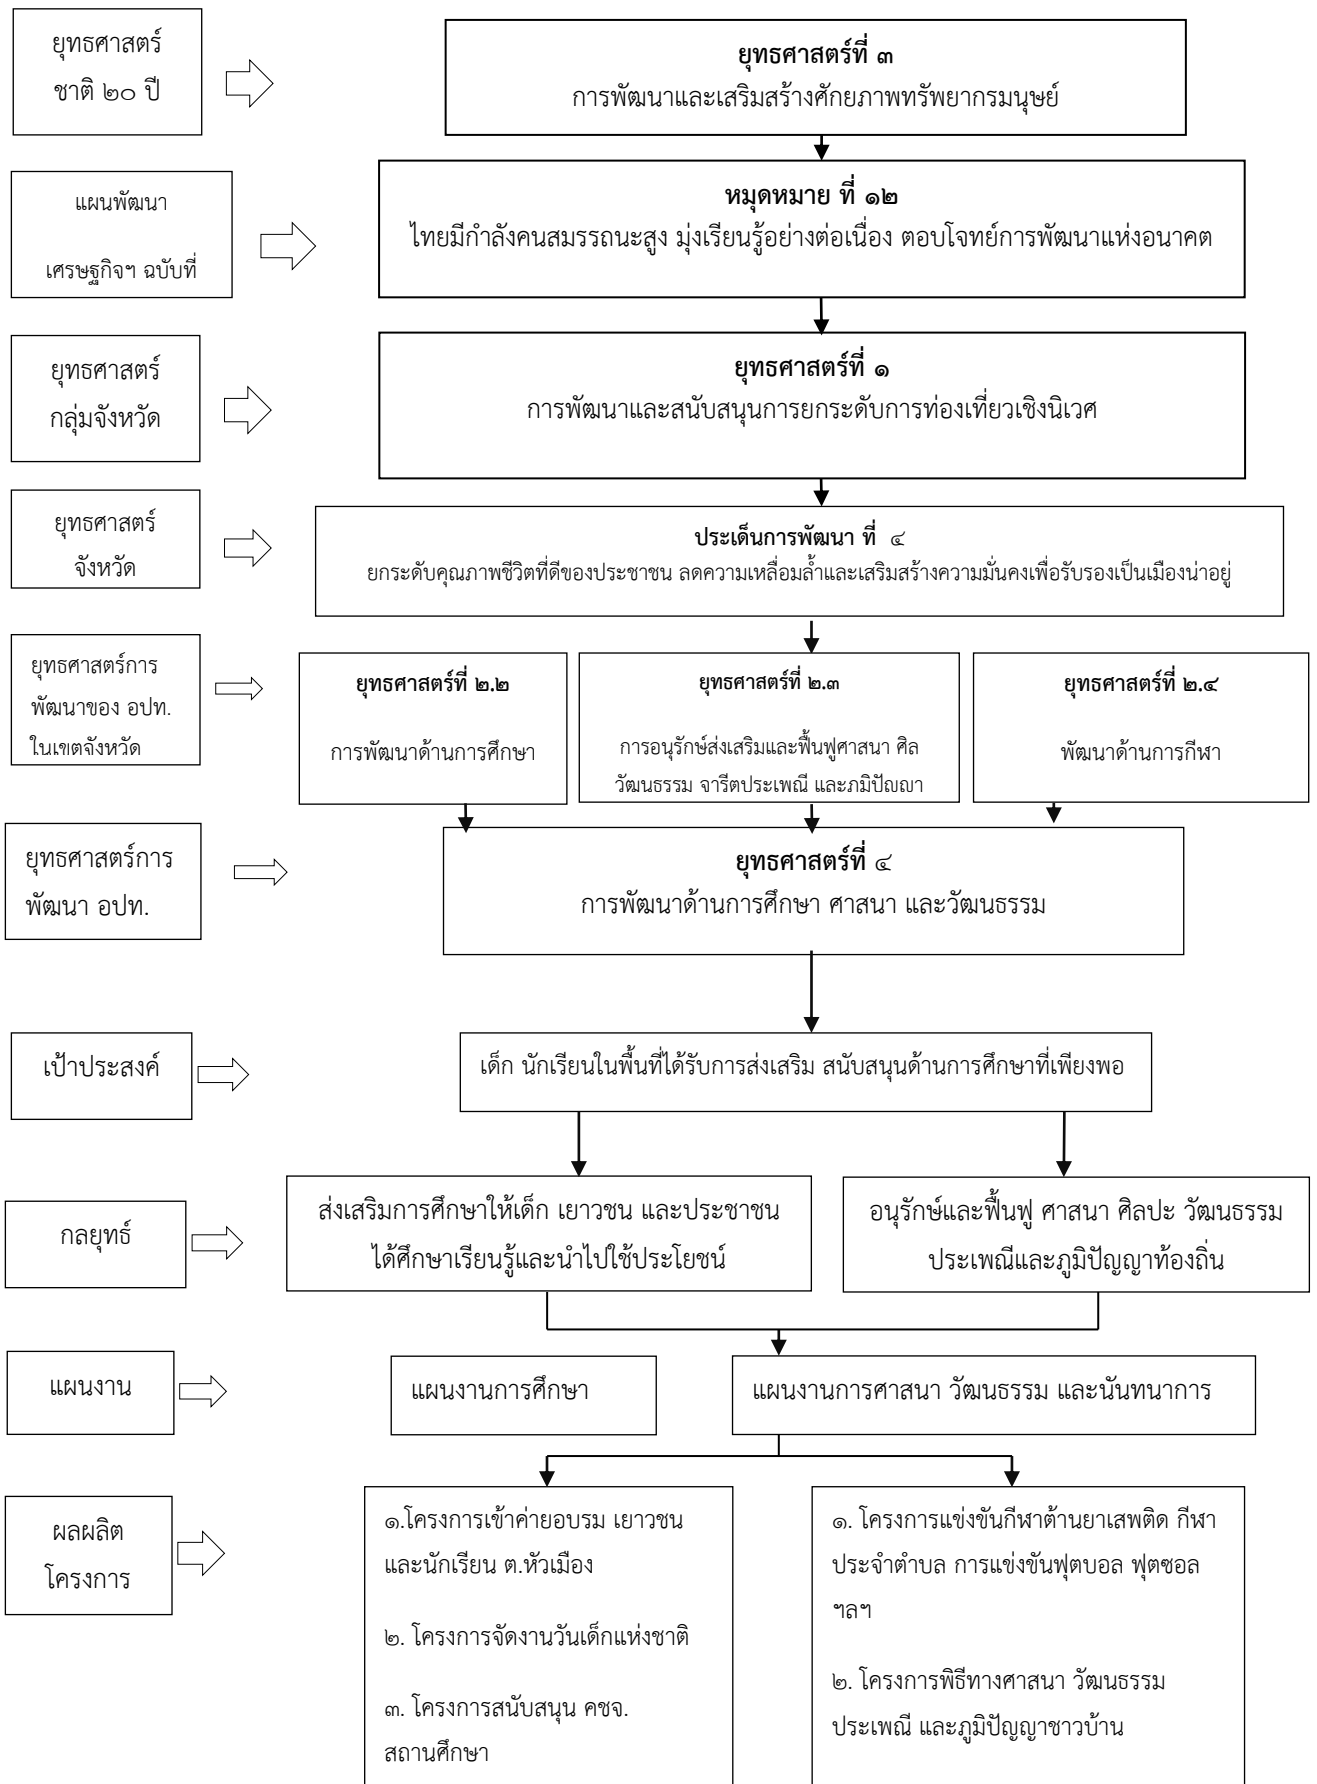 ยุทธศาสตร์
ชาติ ๒๐ ปี
ยุทธศาสตร์ที่ ๓
การพัฒนาและเสริมสร้างศักยภาพทรัพยากรมนุษย์
แผนพัฒนา
เศรษฐกิจฯ ฉบับที่
หมุดหมาย ที่ ๑๒
ไทยมีกำลังคนสมรรถนะสูง มุ่งเรียนรู้อย่างต่อเนื่อง ตอบโจทย์การพัฒนาแห่งอนาคต
ยุทธศาสตร์
กลุ่มจังหวัด
ยุทธศาสตร์ที่ ๑
การพัฒนาและสนับสนุนการยกระดับการท่องเที่ยวเชิงนิเวศ
ยุทธศาสตร์
จังหวัด
ประเด็นการพัฒนา ที่ ๔
ยกระดับคุณภาพชีวิตที่ดีของประชาชน ลดความเหลื่อมล้ำและเสริมสร้างความมั่นคงเพื่อรับรองเป็นเมืองน่าอยู่
ยุทธศาสตร์การ
พัฒนาของ อปท.
ในเขตจังหวัด
ยุทธศาสตร์ที่ ๒.๒
การพัฒนาด้านการศึกษา
ยุทธศาสตร์ที่ ๒.๓
การอนุรักษ์ส่งเสริมและฟื้นฟูศาสนา ศิล
วัฒนธรรม จารีตประเพณี และภูมิปัญญา
ยุทธศาสตร์ที่ ๒.๔
พัฒนาด้านการกีฬา
ยุทธศาสตร์การ
พัฒนา อปท.
ยุทธศาสตร์ที่ ๔
การพัฒนาด้านการศึกษา ศาสนา และวัฒนธรรม
เป้าประสงค์
เด็ก นักเรียนในพื้นที่ได้รับการส่งเสริม สนับสนุนด้านการศึกษาที่เพียงพอ
กลยุทธ์
ส่งเสริมการศึกษาให้เด็ก เยาวชน และประชาชน
ได้ศึกษาเรียนรู้และนำไปใช้ประโยชน์
อนุรักษ์และฟื้นฟู ศาสนา ศิลปะ วัฒนธรรม
ประเพณีและภูมิปัญญาท้องถิ่น
แผนงาน
แผนงานการศึกษา
แผนงานการศาสนา วัฒนธรรม และนันทนาการ
ผลผลิต
โครงการ
๑.โครงการเข้าค่ายอบรม เยาวชน
และนักเรียน ต.หัวเมือง
๒. โครงการจัดงานวันเด็กแห่งชาติ
๓. โครงการสนับสนุน คชจ.
สถานศึกษา
๑. โครงการแข่งขันกีฬาต้านยาเสพติด กีฬา
ประจำตำบล การแข่งขันฟุตบอล ฟุตซอล
ฯลฯ
๒. โครงการพิธีทางศาสนา วัฒนธรรม
ประเพณี และภูมิปัญญาชาวบ้าน